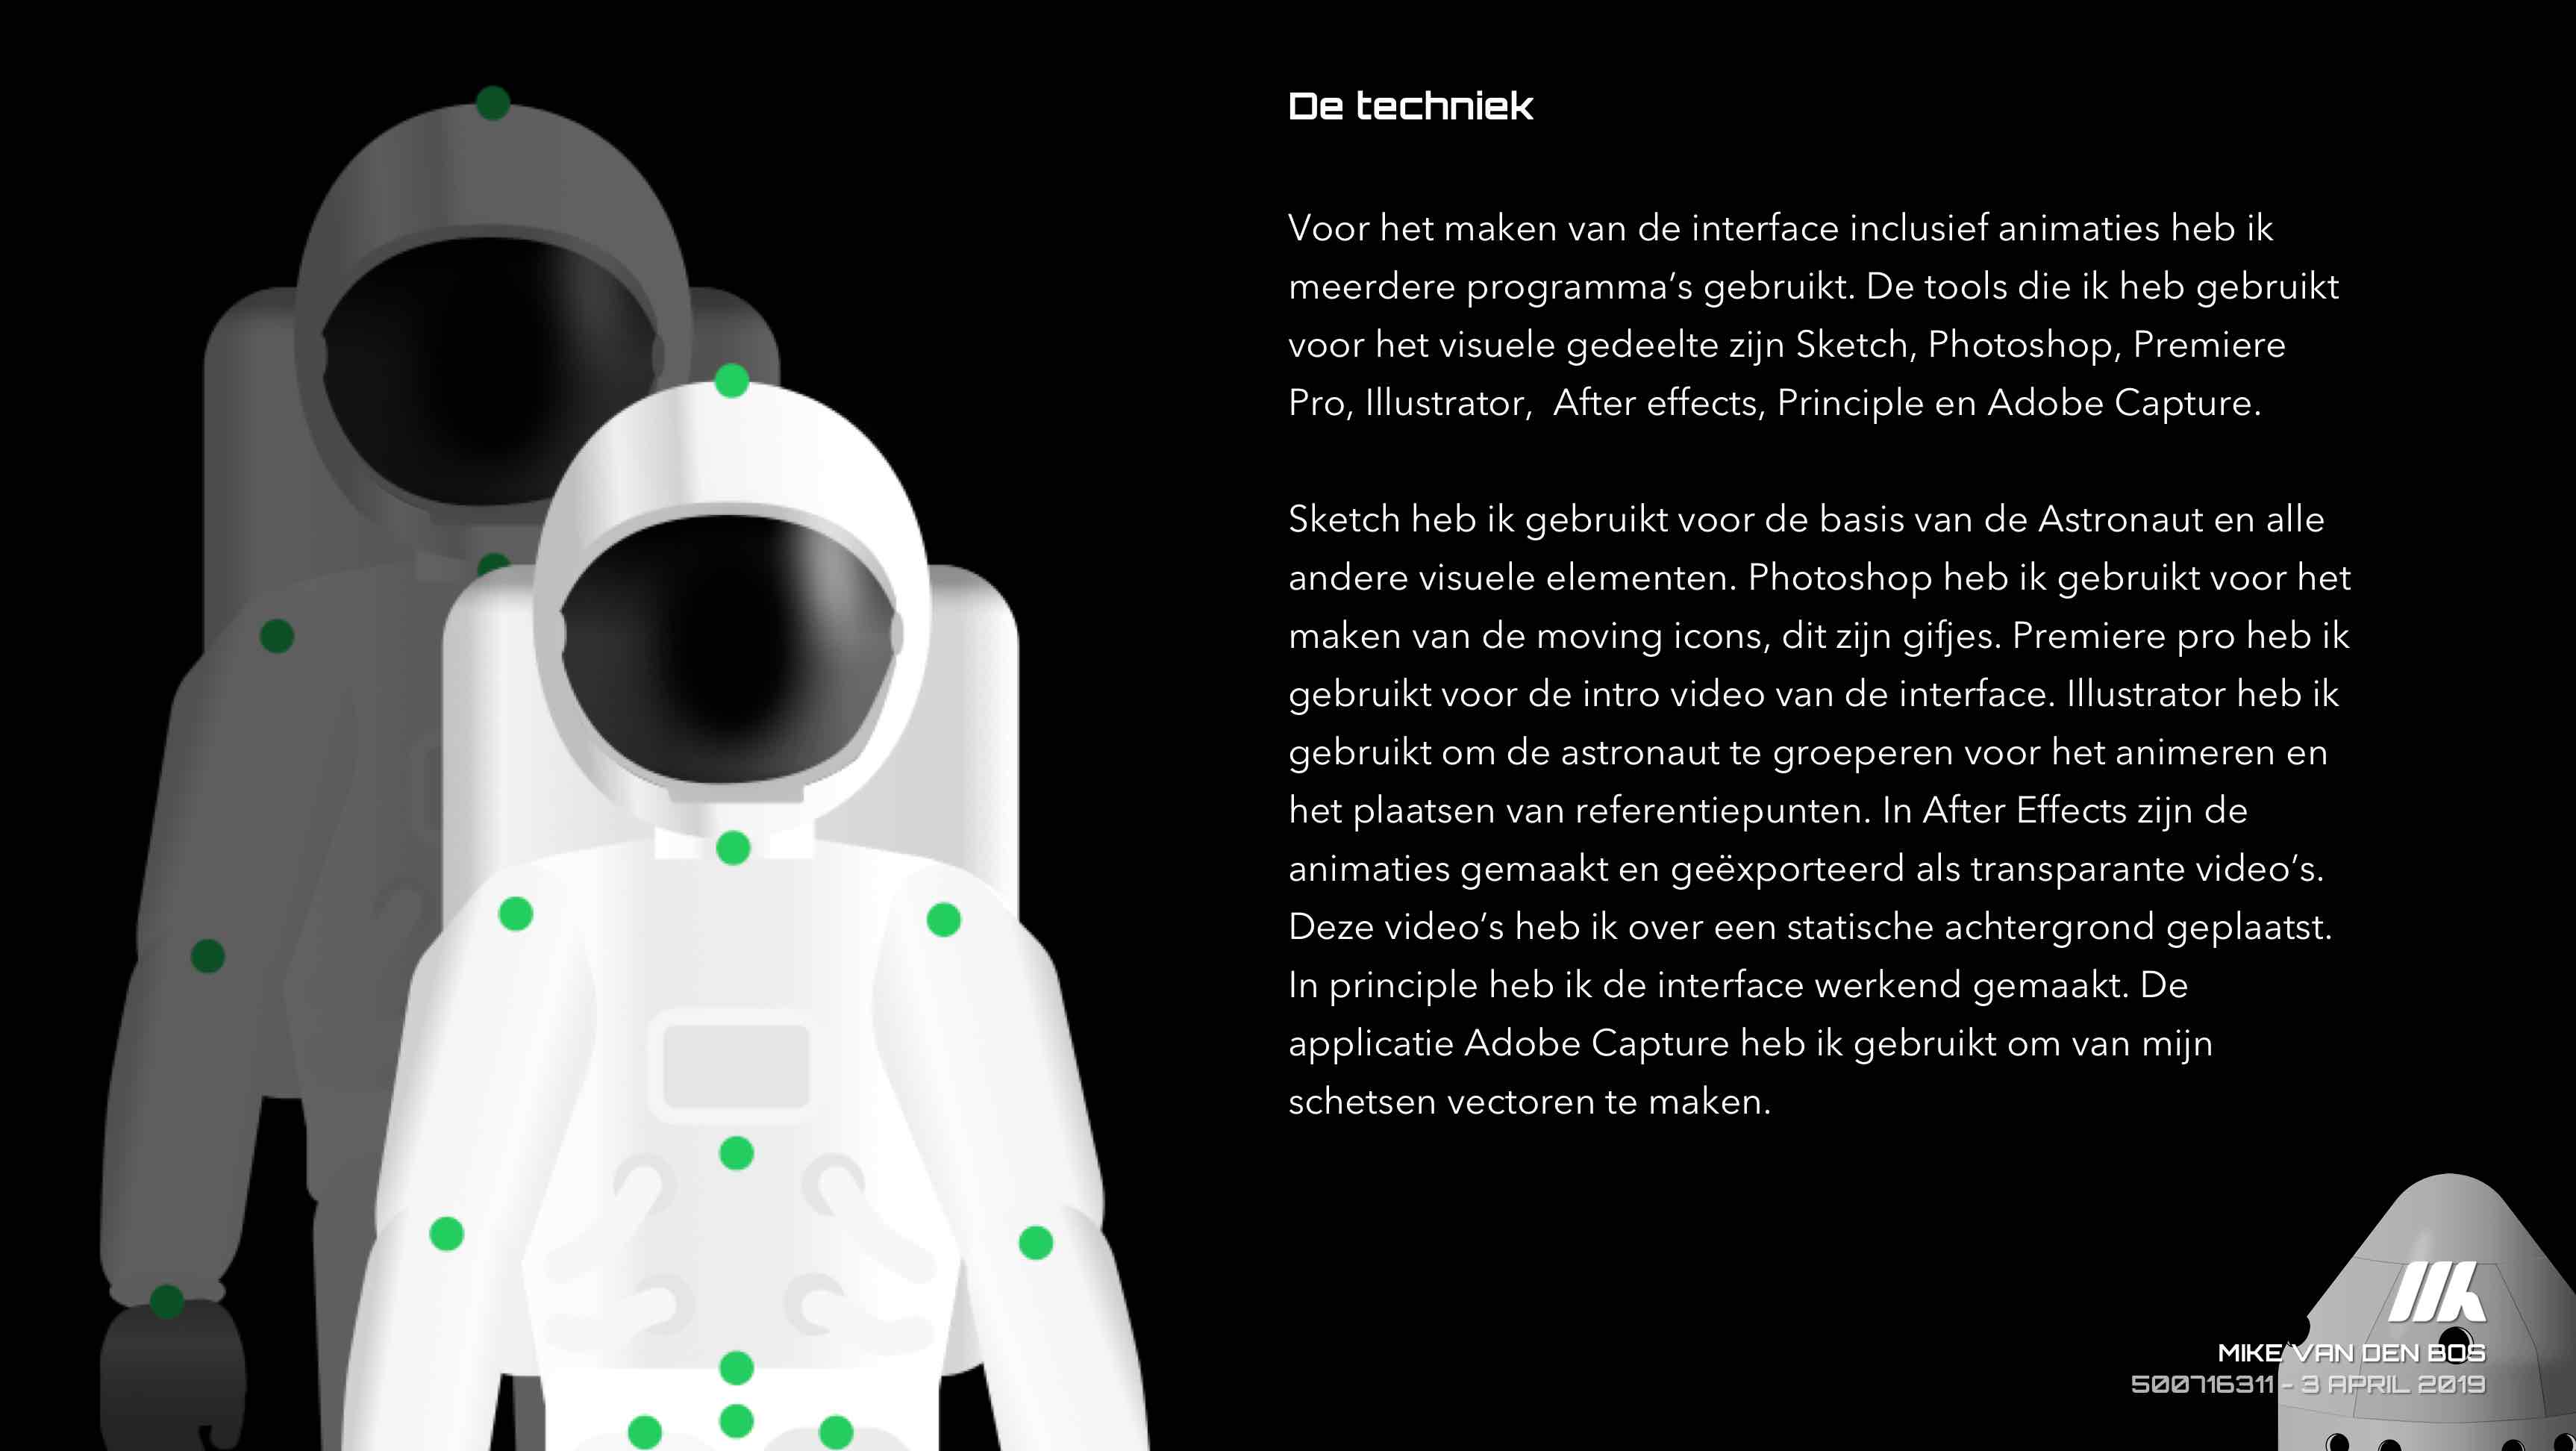 De techniek
Voor het maken van de interface inclusief animaties heb ik
meerdere programma’s gebruikt. De tools die ik heb gebruikt
voor het visuele gedeelte zijn Sketch, Photoshop, Premiere
Pro, Illustrator,  After effects, Principle en Adobe Capture.
Sketch heb ik gebruikt voor de basis van de Astronaut en alle
andere visuele elementen. Photoshop heb ik gebruikt voor het
maken van de moving icons, dit zijn gifjes. Premiere pro heb ik
gebruikt voor de intro video van de interface. Illustrator heb ik
gebruikt om de astronaut te groeperen voor het animeren en
het plaatsen van referentiepunten. In After Effects zijn de
animaties gemaakt en geëxporteerd als transparante video’s.
Deze video’s heb ik over een statische achtergrond geplaatst.
In principle heb ik de interface werkend gemaakt. De
applicatie Adobe Capture heb ik gebruikt om van mijn
schetsen vectoren te maken.
MIKE VAN DEN BOS
500716311 - 3 APRIL 2019